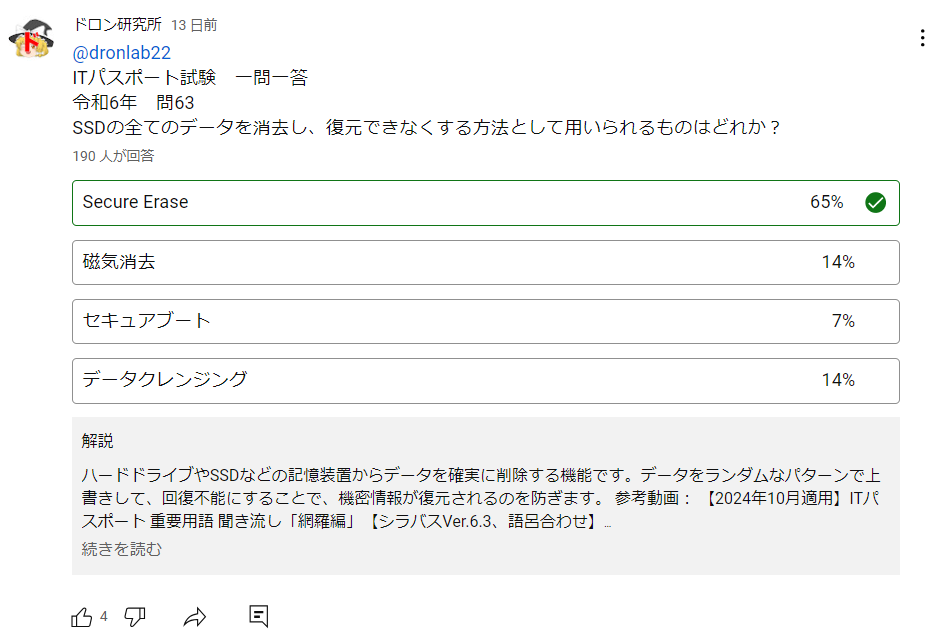 ドロン研究所 13 日前
@dronlab22
ITパスポート試験　一問一答
令和6年　問63
SSDの全てのデータを消去し、復元できなくする方法として用いられるものはどれか？
190 人が回答
Secure Erase 65%
磁気消去 14%
セキュアブート 7%
データクレンジング 14%
解説
ハードドライブやSSDなどの記憶装置からデータを確実に削除する機能です。データをランダムなパターンで上
書きして、回復不能にすることで、機密情報が復元されるのを防ぎます。 参考動画： 【2024年10月適用】ITパ
スポート 重要用語 聞き流し「網羅編」【シラバスVer.6.3、語呂合わせ】...
続きを読む
4